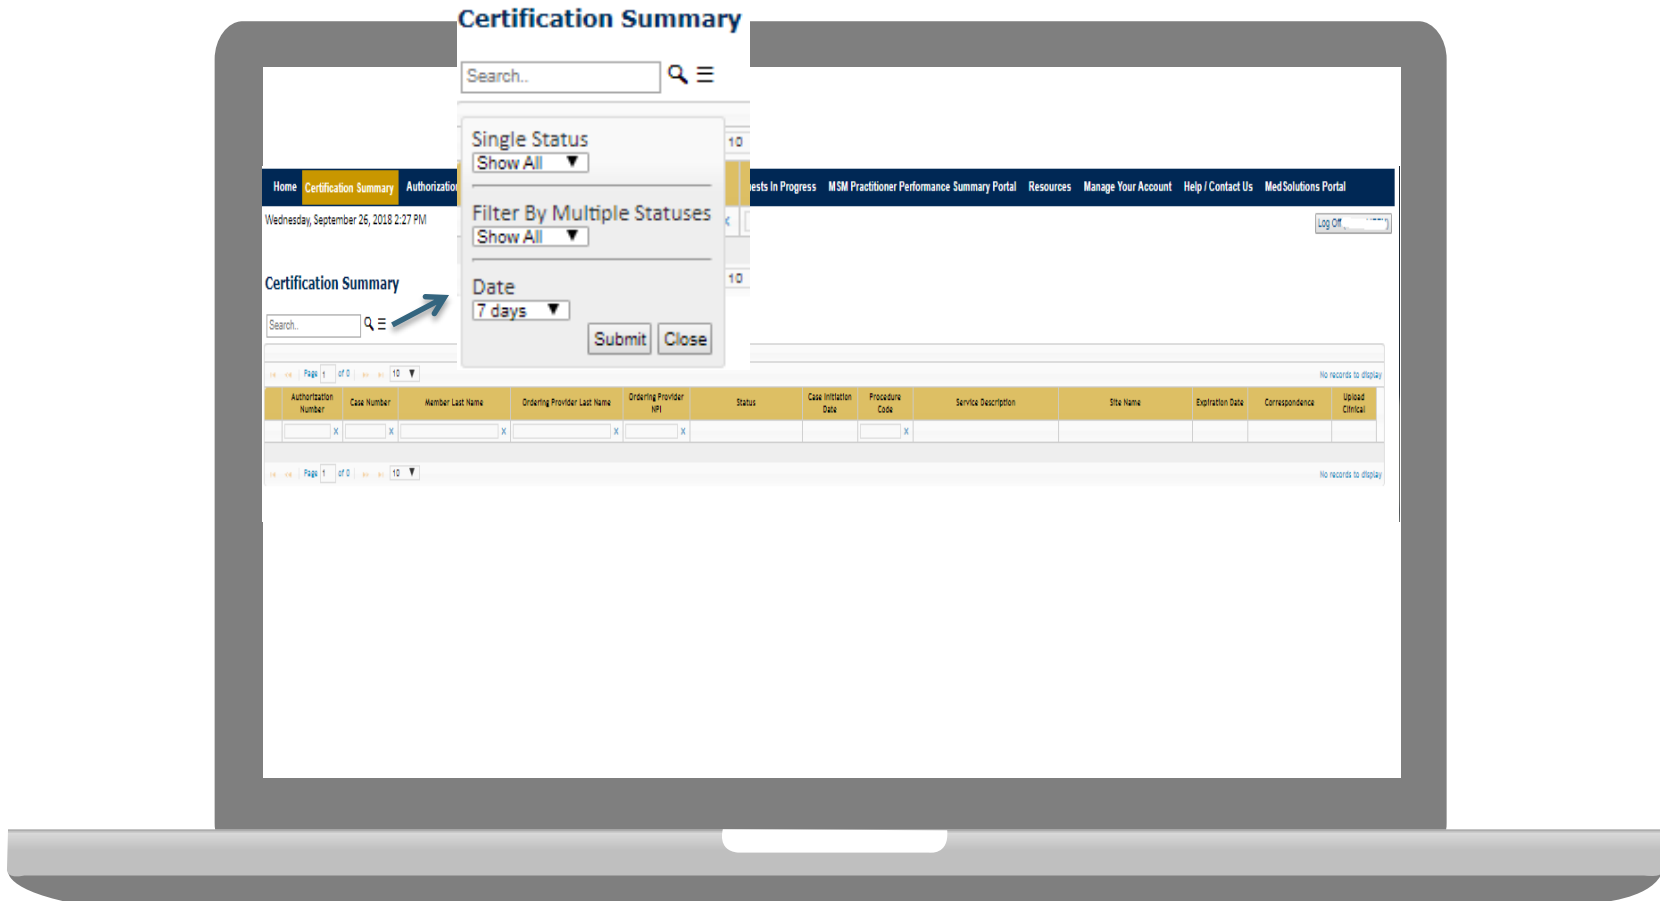 Certification Summary
Search..
Single Status
Show All
Filter By Multiple Statuses
Show All
Date
7 days
Submit Close
10
10
Home Certification Summary Authorization ests In Progress MSM Practitioner Performance Summary Portal Resources Manage Your Account Help / Contact Us MedSolutions Portal
Wednesday, September 26, 2018 2:27 PM
Log Off
Certification Summary
Search..
Page 1 of 0 10
No records to display
Authorization Number Case Number Member Last Name Ordering Provider Last Name Ordering Provider NPI Status Case Initiation Date Procedure Code Service Description Site Name Expiration Date Correspondence Upload Clinical
X X X X X X
Page 1 of 0 10
No records to display